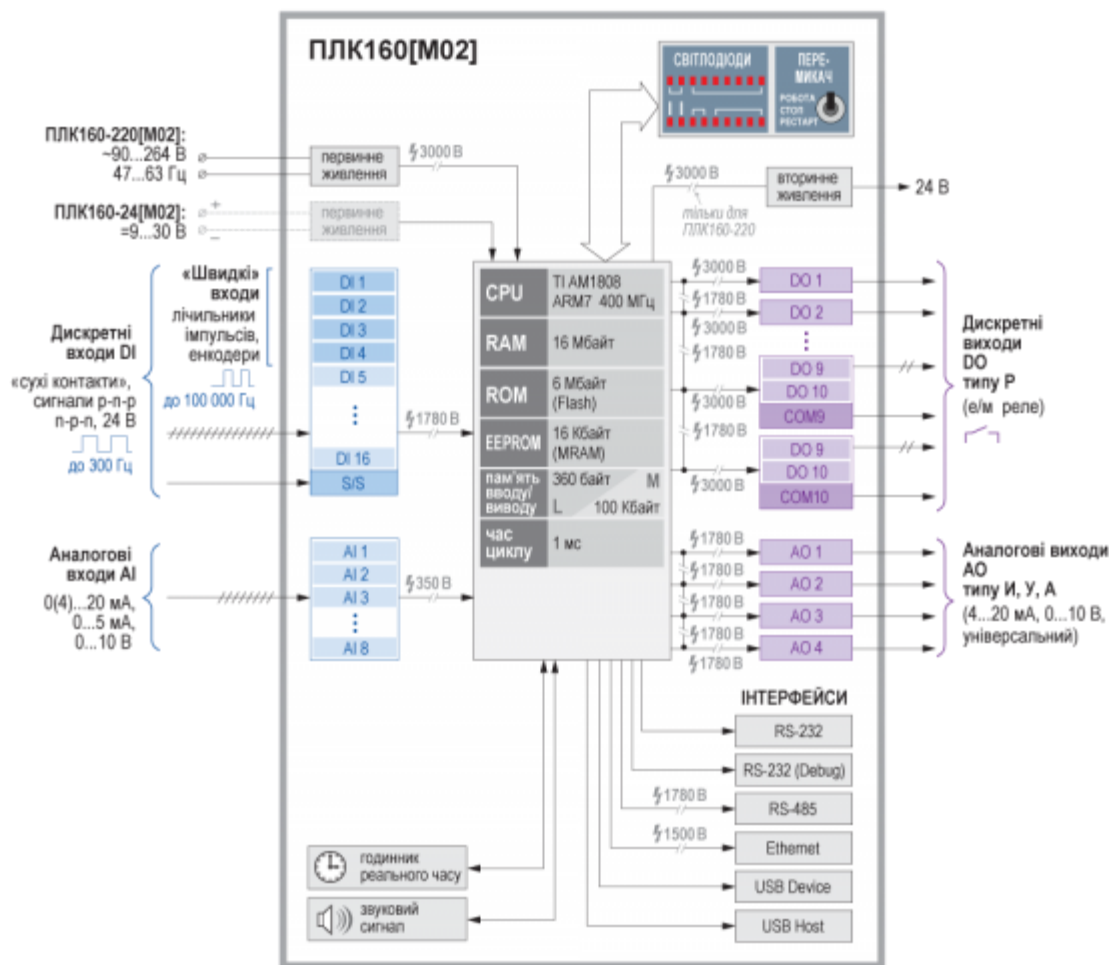 ПЛК160[М02]
СВІТЛОДІОДИ
ПЕРЕ-
МИКАЧ
РОБОТА
СТОП
РЕСТАРТ
ПЛК160-220[М02]:
~90...264 В
47...63 Гц
первинне
живлення
3000 В
3000 В
вторинне
живлення
24 В
тільки для
ПЛК160-220
ПЛК160-24[М02]:
=9...30 В
+
–
первинне
живлення
«Швидкі»
входи
лічильники
імпульсів,
енкодери
до 100 000 Гц
Дискретні
входи DI
«сухі контакти»,
сигнали р-п-р
п-р-п, 24 В
до 300 Гц
DI 1
DI 2
DI 3
DI 4
DI 5
DI 16
S/S
1780 В
Аналогові
входи AI
0(4)...20 мА,
0...5 мА,
0...10 В
AI 1
AI 2
AI 3
AI 8
350 В
CPU
TI AM1808
ARM7 400 МГц
RAM
16 Мбайт
ROM
6 Мбайт
(Flash)
EEPROM
16 Кбайт
(MRAM)
пам'ять
вводу/
виводу
360 байт
M
L
100 Кбайт
час
циклу
1 мс
3000 В
1780 В
3000 В
1780 В
3000 В
1780 В
3000 В
DO 1
DO 2
DO 9
DO 10
COM9
DO 9
DO 10
COM10
Дискретні
виходи
DO
типу Р
(е/м реле)
1780 В
1780 В
1780 В
1780 В
1780 В
AO 1
AO 2
AO 3
AO 4
Аналогові виходи
АО
типу И, У, А
(4...20 мА, 0...10 В,
універсальний)
ІНТЕРФЕЙСИ
RS-232
RS-232 (Debug)
1780 В
RS-485
1500 В
Ethernet
USB Device
USB Host
годинник
реального часу
звуковий
сигнал